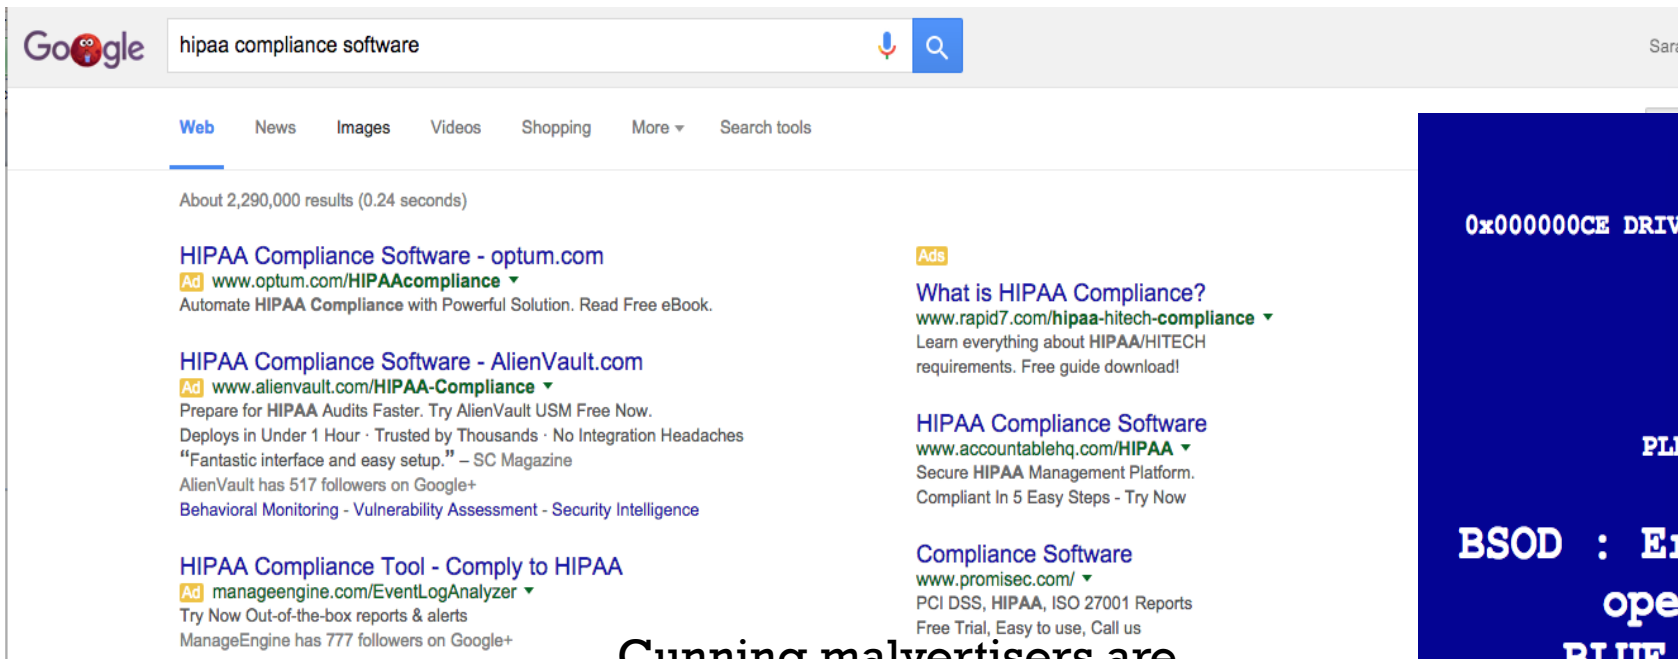 Google
hipaa compliance software
Web News Images Videos Shopping More Search tools
About 2,290,000 results (0.24 seconds)
HIPAA Compliance Software - optum.com
Ad www.optum.com/HIPAAcompliance
Automate HIPAA Compliance with Powerful Solution. Read Free eBook.
HIPAA Compliance Software - AlienVault.com
Ad www.alienvault.com/HIPAA-Compliance
Prepare for HIPAA Audits Faster. Try AlienVault USM Free Now.
Deploys in Under 1 Hour · Trusted by Thousands · No Integration Headaches
“Fantastic interface and easy setup.” – SC Magazine
AlienVault has 517 followers on Google+
Behavioral Monitoring - Vulnerability Assessment - Security Intelligence
HIPAA Compliance Tool - Comply to HIPAA
Ad manageengine.com/EventLogAnalyzer
Try Now Out-of-the-box reports & alerts
ManageEngine has 777 followers on Google+
Ads
What is HIPAA Compliance?
www.rapid7.com/hipaa-hitech-compliance
Learn everything about HIPAA/HITECH
requirements. Free guide download!
HIPAA Compliance Software
www.accountablehq.com/HIPAA
Secure HIPAA Management Platform.
Compliant In 5 Easy Steps - Try Now
Compliance Software
www.promisec.com/
PCI DSS, HIPAA, ISO 27001 Reports
Free Trial, Easy to use, Call us
Cunning malvertisers are
0x000000CE
BSOD :
BLUE